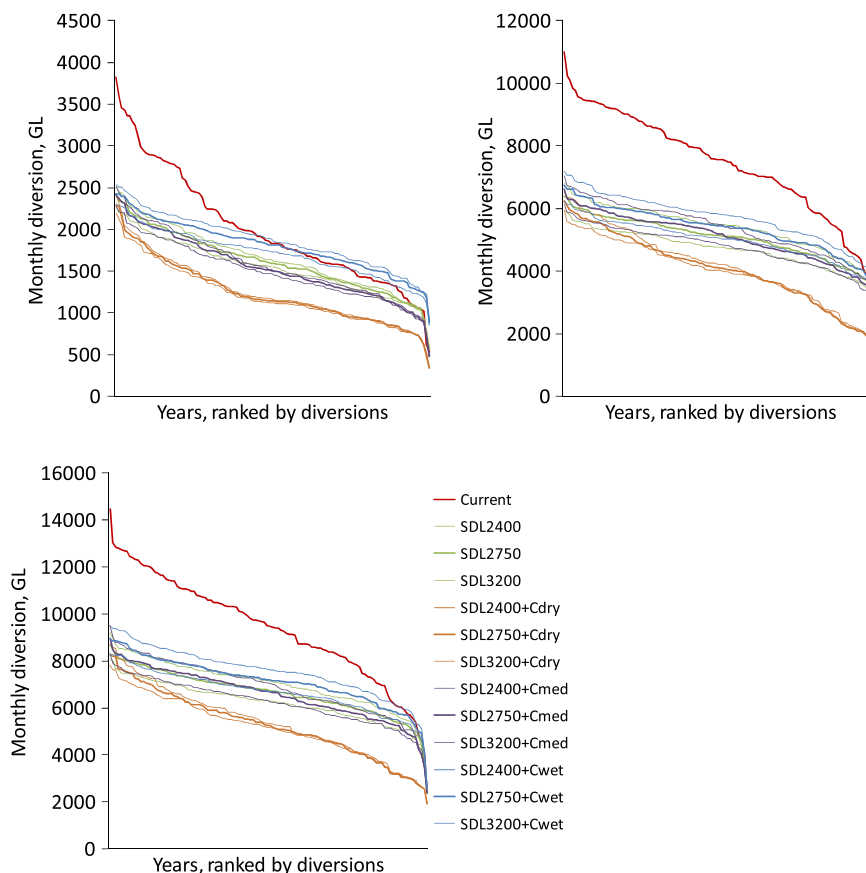 4500
4000
3500
3000
2500
2000
1500
1000
500
0
Monthly diversion, GL
Years, ranked by diversions
12000
10000
8000
6000
4000
2000
0
Monthly diversion, GL
Years, ranked by diversions
16000
14000
12000
10000
8000
6000
4000
2000
0
Monthly diversion, GL
Years, ranked by diversions
Current
SDL2400
SDL2750
SDL3200
SDL2400+Cdry
SDL2750+Cdry
SDL3200+Cdry
SDL2400+Cmed
SDL2750+Cmed
SDL3200+Cmed
SDL2400+Cwet
SDL2750+Cwet
SDL3200+Cwet